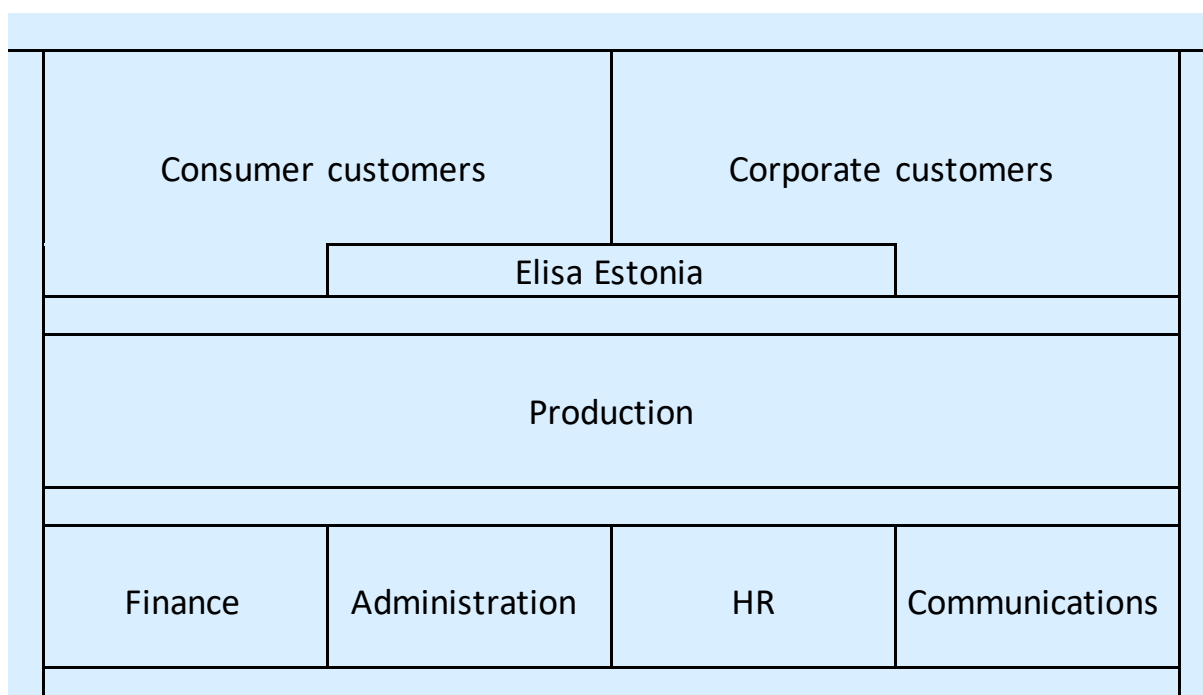 Consumer customers
Corporate customers
Elisa Estonia
Production
Finance
Administration
HR
Communications